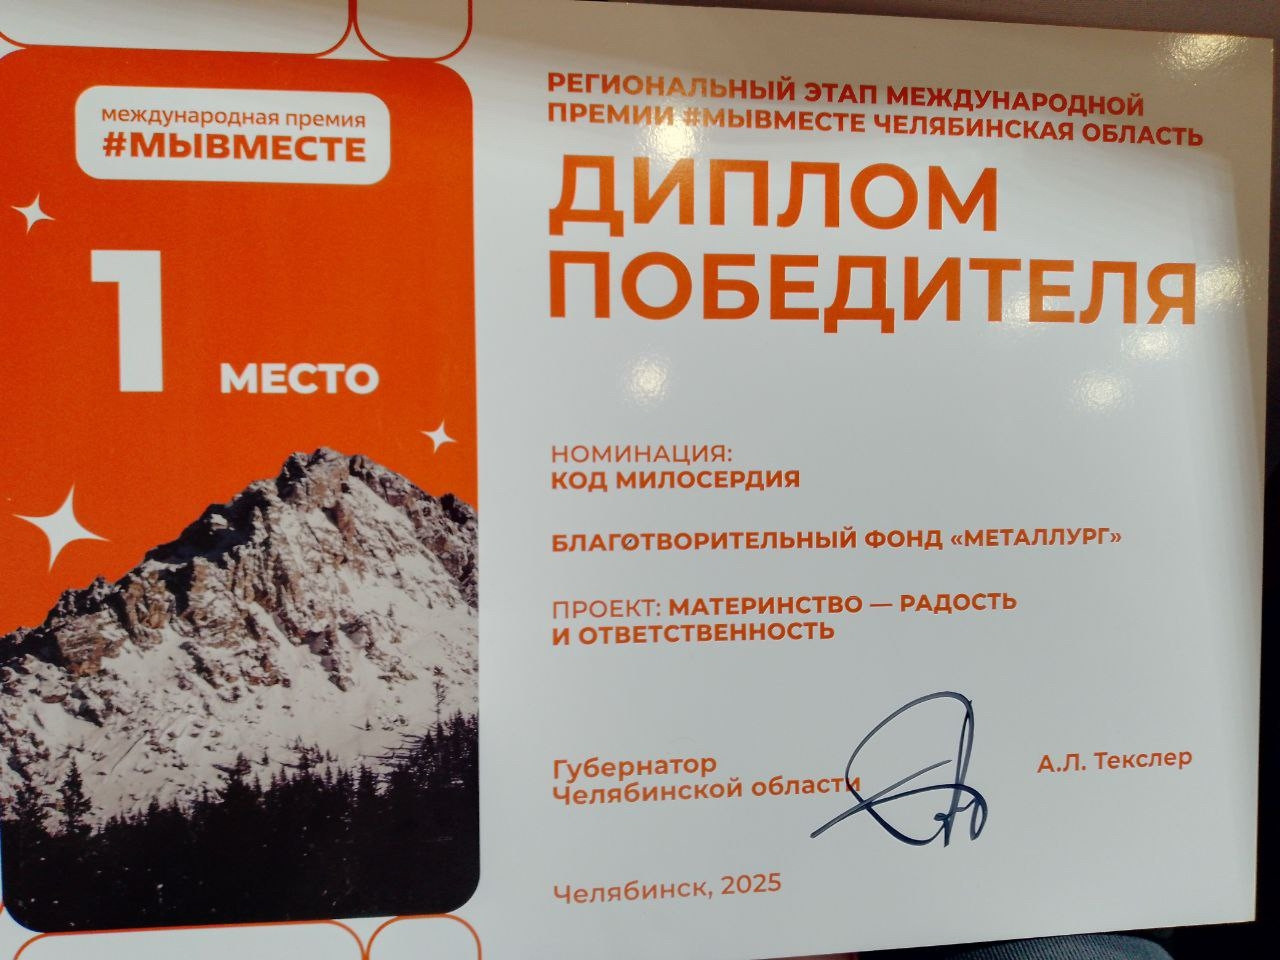 международная премия
#МЫВМЕСТЕ
1 МЕСТО
РЕГИОНАЛЬНЫЙ ЭТАП МЕЖДУНАРОДНОЙ
ПРЕМИИ #МЫВМЕСТЕ ЧЕЛЯБИНСКАЯ ОБЛАСТЬ
ДИПЛОМ
ПОБЕДИТЕЛЯ
НОМИНАЦИЯ:
КОД МИЛОСЕРДИЯ
БЛАГОТВОРИТЕЛЬНЫЙ ФОНД «МЕТАЛЛУРГ»
ПРОЕКТ: МАТЕРИНСТВО — РАДОСТЬ
И ОТВЕТСТВЕННОСТЬ
Губернатор
Челябинской области
А.Л. Текслер
Челябинск, 2025